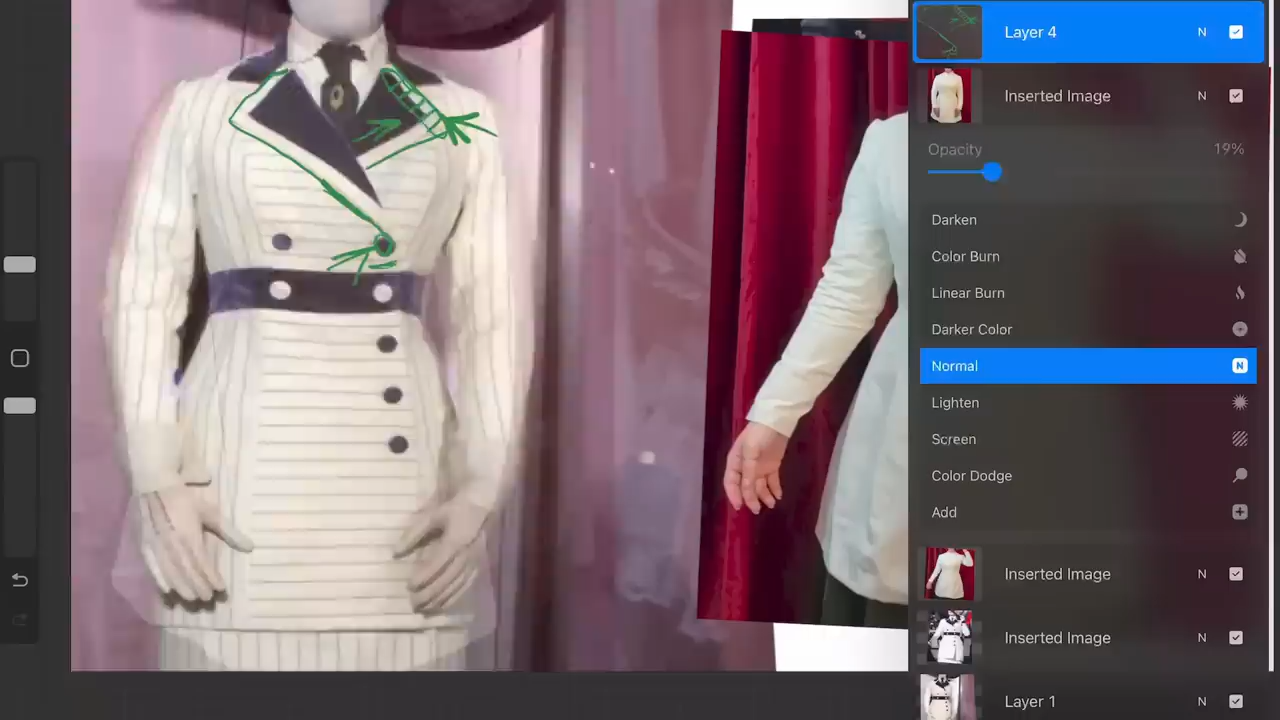 Layer 4 N
Inserted Image N
Opacity 19%
Darken
Color Burn
Linear Burn
Darker Color
Normal N
Lighten
Screen
Color Dodge
Add
Inserted Image N
Inserted Image N
Layer 1 N